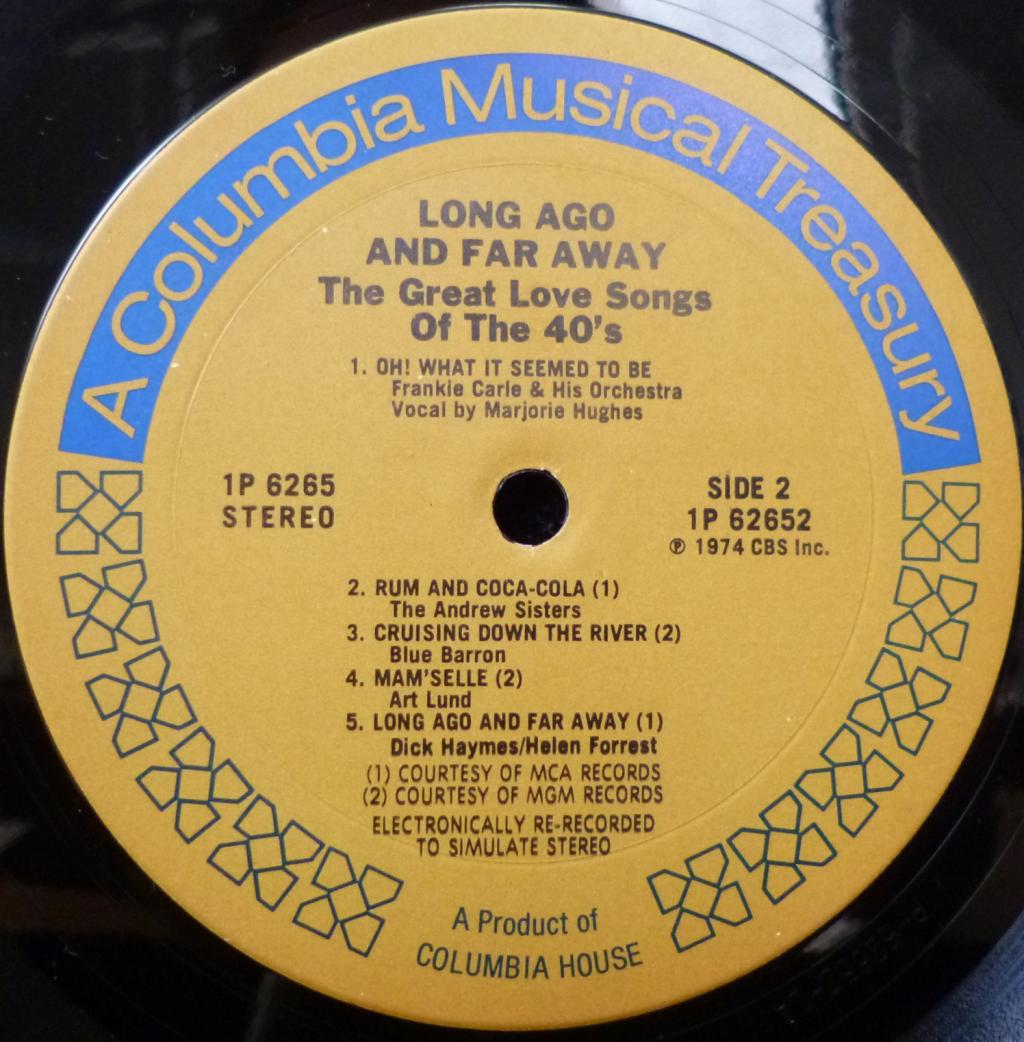 A Columbia Musical Treasury
LONG AGO
AND FAR AWAY
The Great Love Songs
Of The 40's
1. OH! WHAT IT SEEMED TO BE
Frankie Carle & His Orchestra
Vocal by Marjorie Hughes
1P 6265
STEREO
SIDE 2
1P 62652
℗ 1974 CBS Inc.
2. RUM AND COCA-COLA (1)
The Andrew Sisters
3. CRUISING DOWN THE RIVER (2)
Blue Barron
4. MAM'SELLE (2)
Art Lund
5. LONG AGO AND FAR AWAY (1)
Dick Haymes/Helen Forrest
(1) COURTESY OF MCA RECORDS
(2) COURTESY OF MGM RECORDS
ELECTRONICALLY RE-RECORDED
TO SIMULATE STEREO
A Product of
COLUMBIA HOUSE